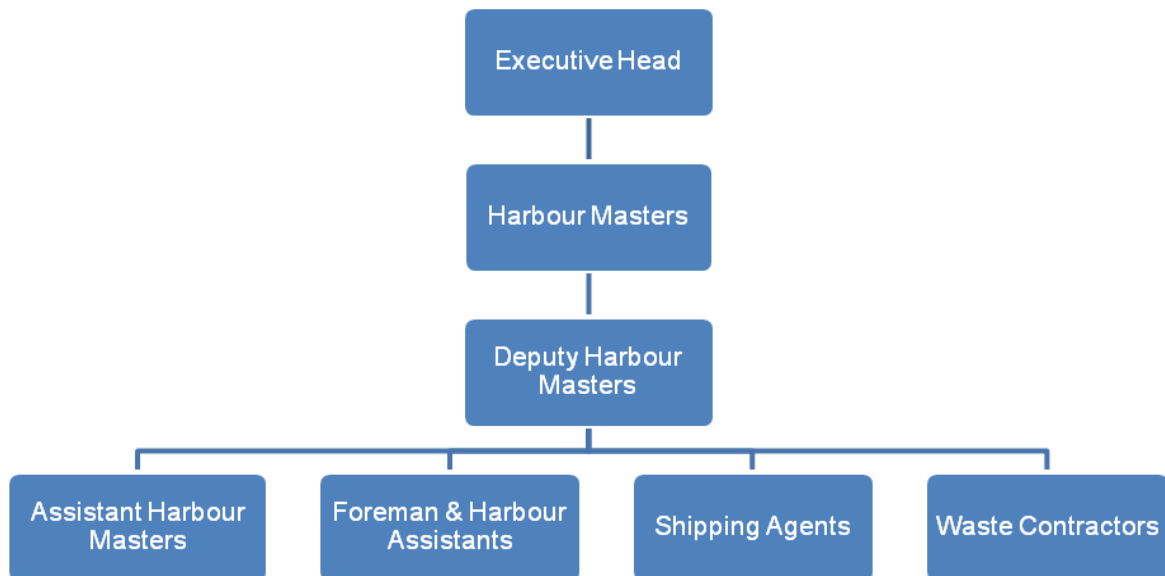 Executive Head
Harbour Masters
Deputy Harbour
Masters
Assistant Harbour
Masters
Foreman & Harbour
Assistants
Shipping Agents
Waste Contractors